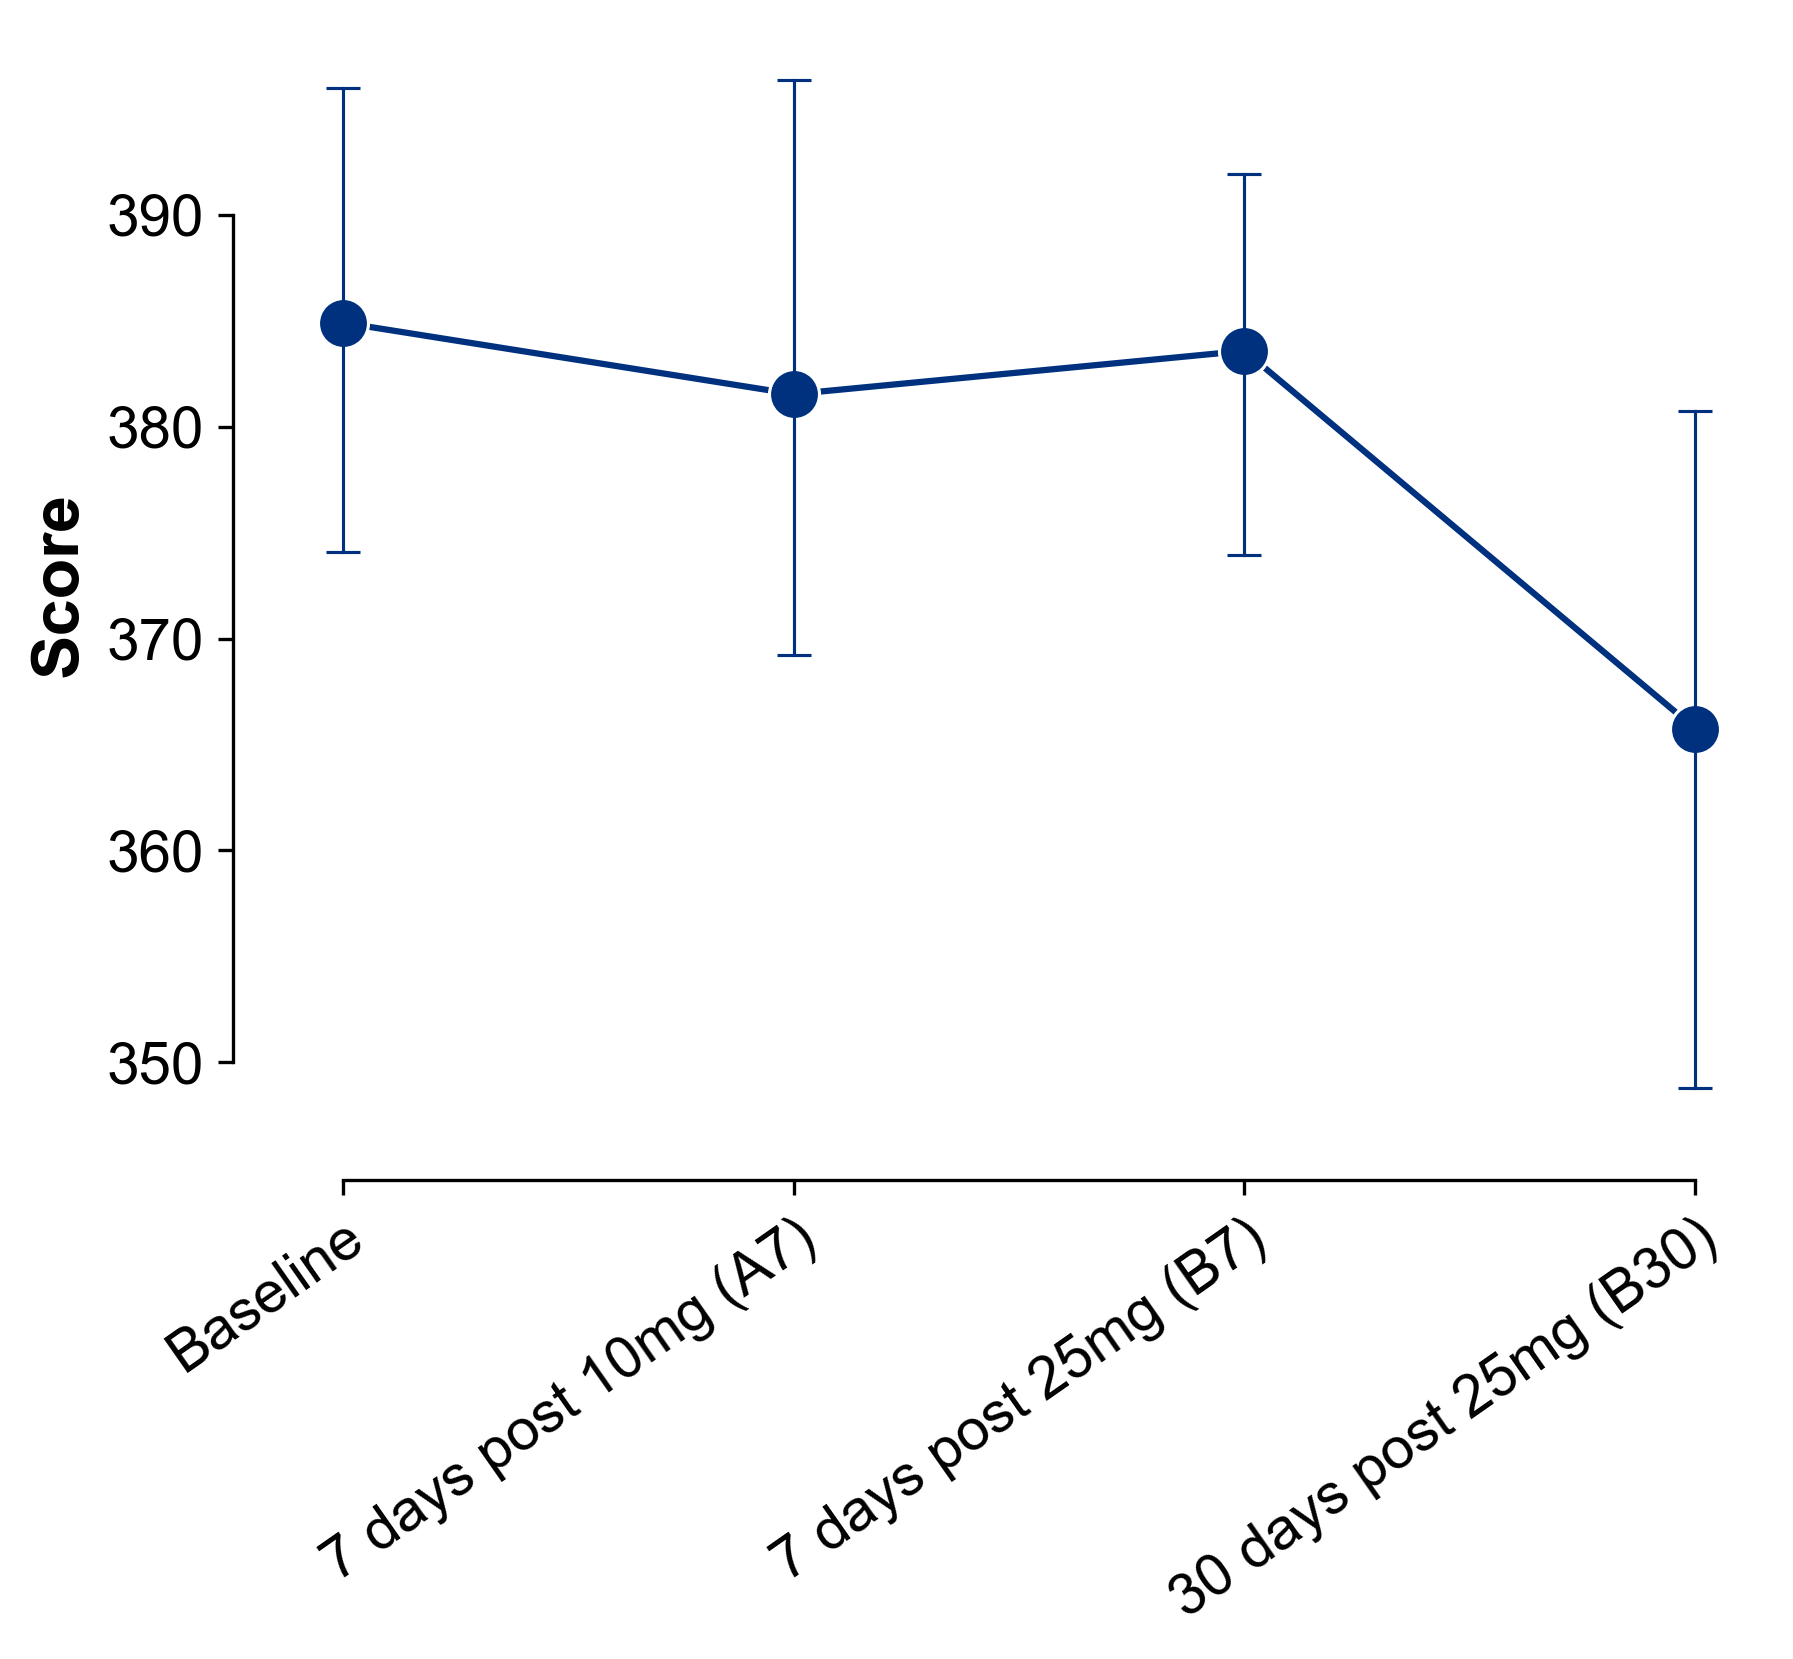 Score
390
380
370
360
350
Baseline
7 days post 10mg (A7)
7 days post 25mg (B7)
30 days post 25mg (B30)